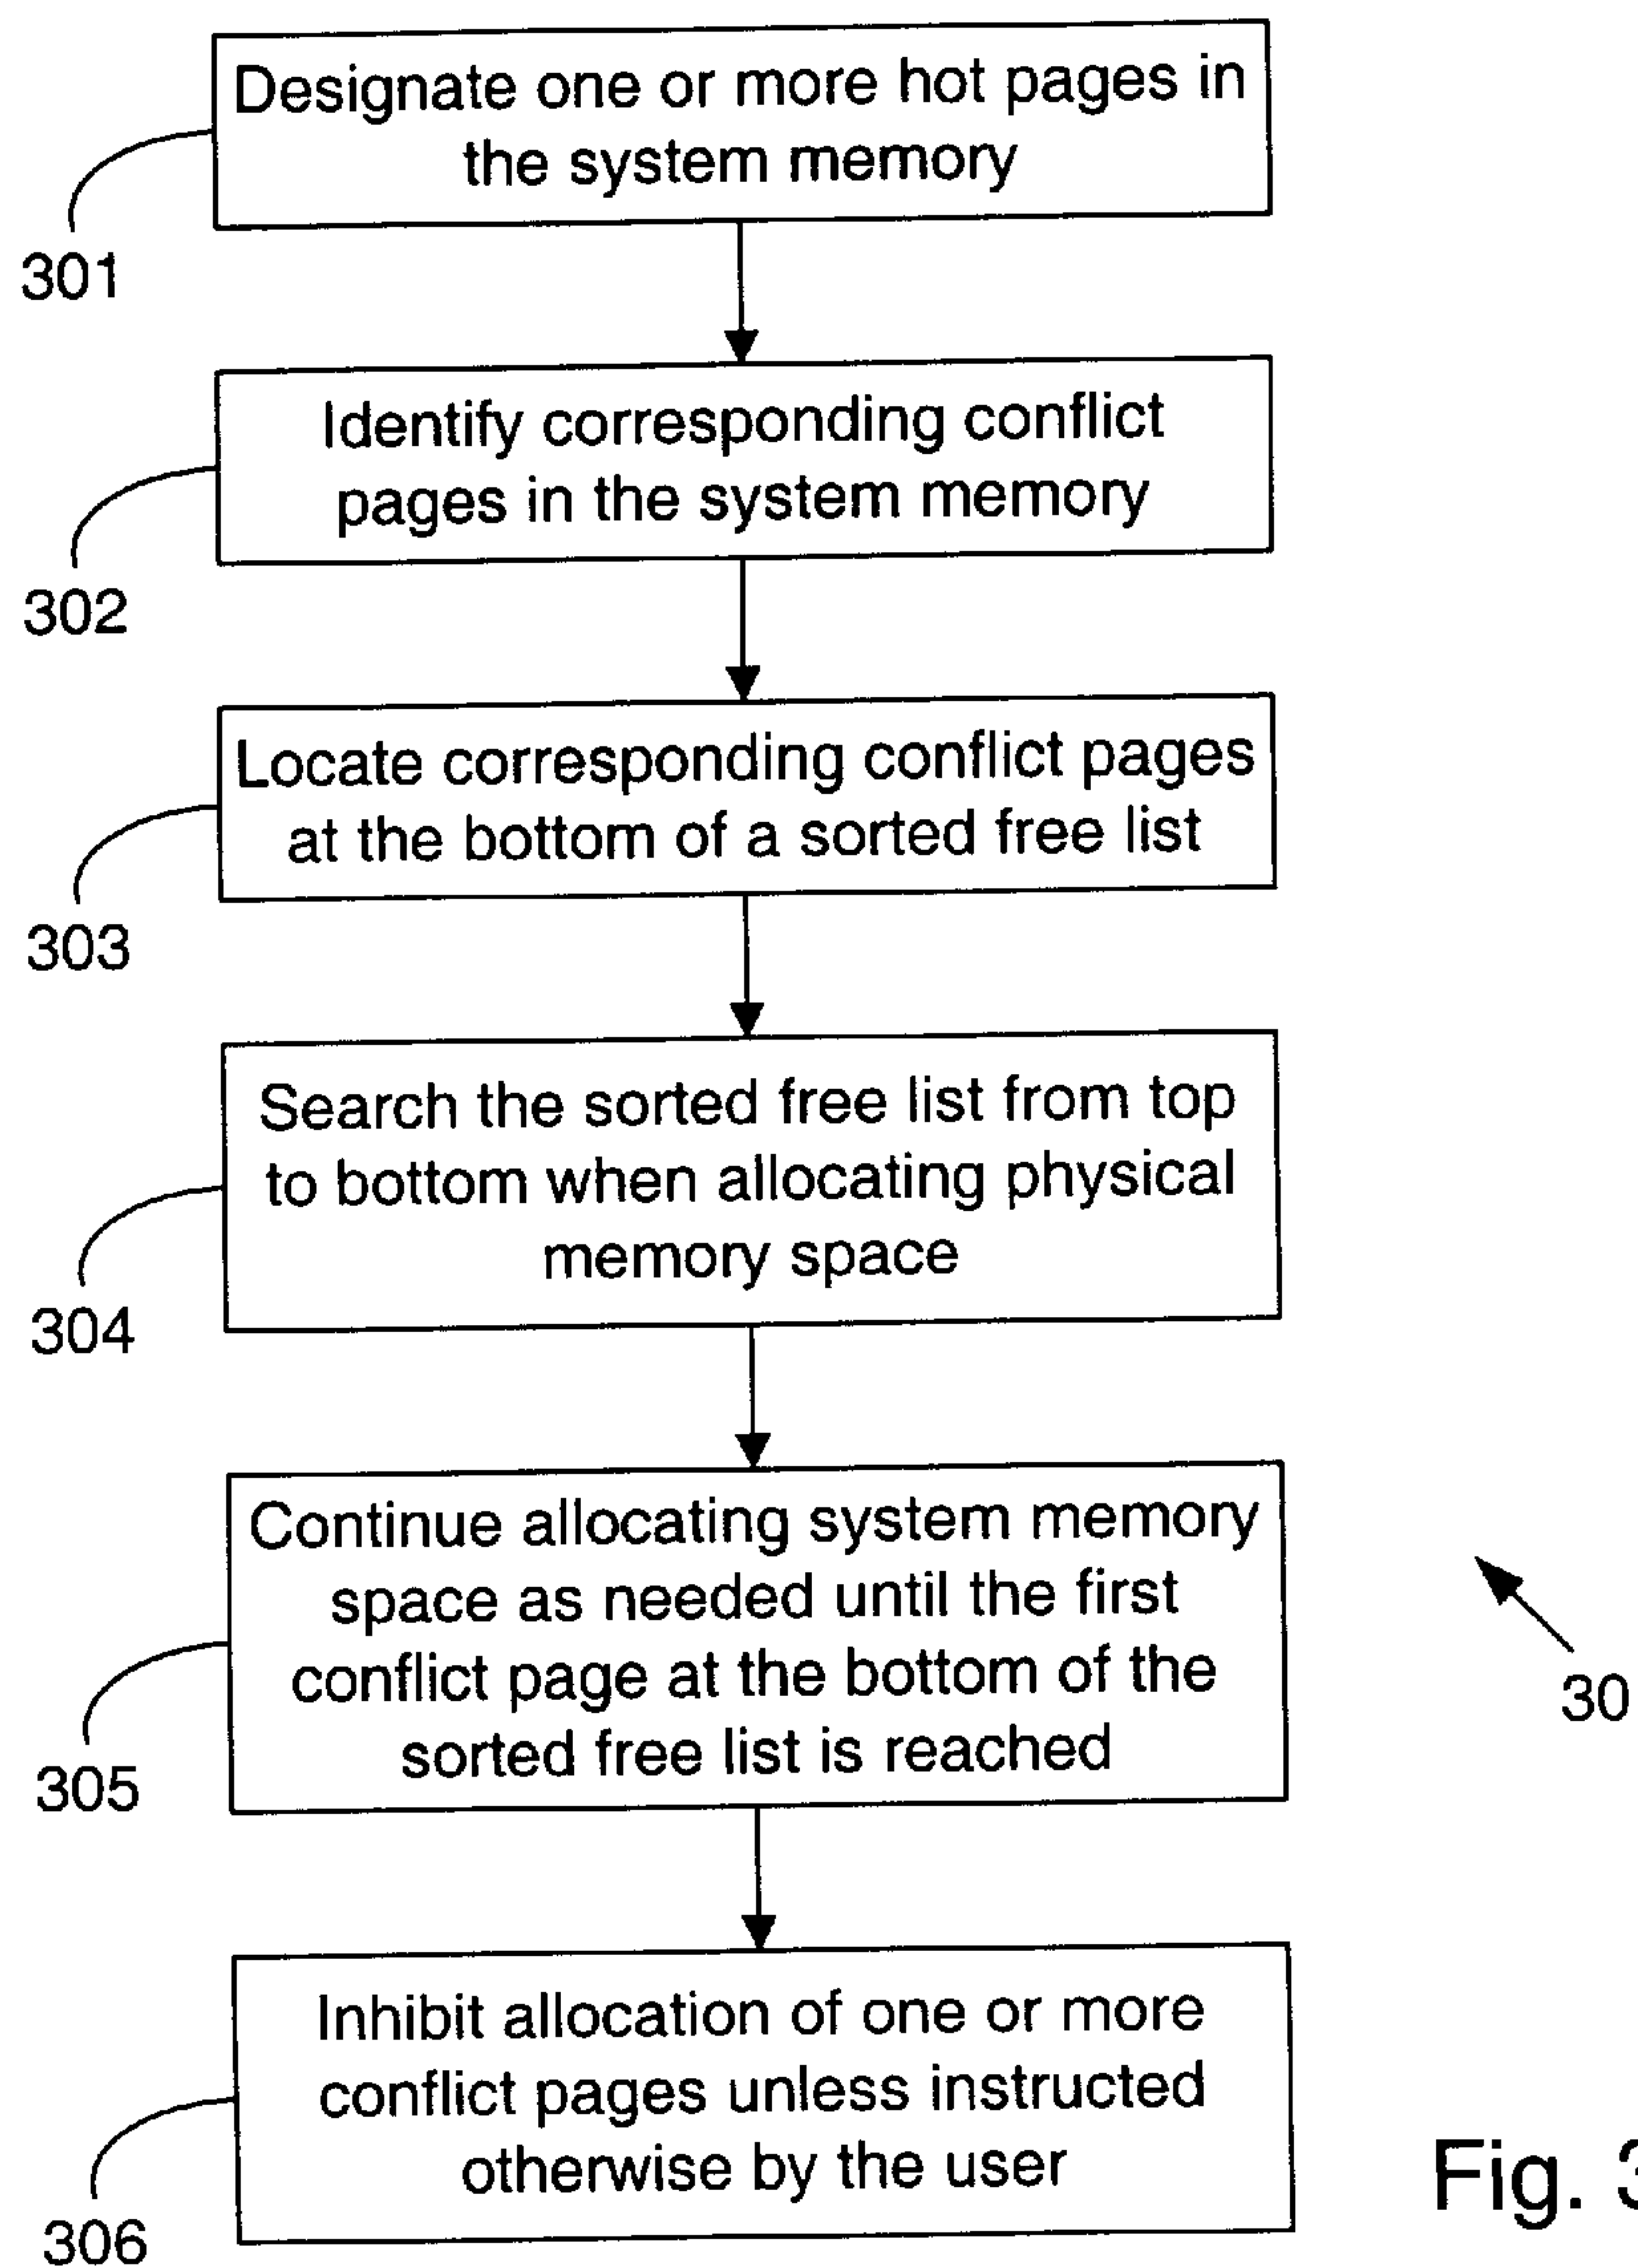 Designate one or more hot pages in
the system memory
301
Identify corresponding conflict
pages in the system memory
302
Locate corresponding conflict pages
at the bottom of a sorted free list
303
Search the sorted free list from top
to bottom when allocating physical
memory space
304
Continue allocating system memory
space as needed until the first
conflict page at the bottom of the
sorted free list is reached
305
30
Inhibit allocation of one or more
conflict pages unless instructed
otherwise by the user
306
Fig. 3